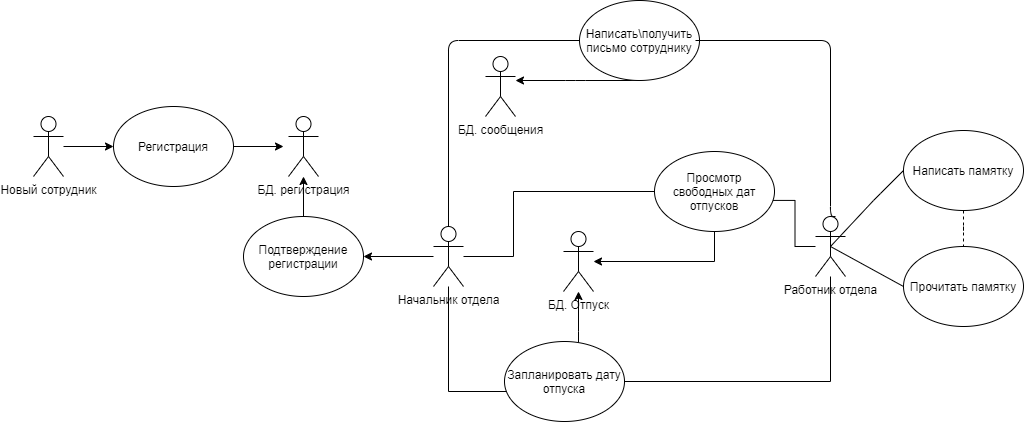 Написать\получить
письмо сотруднику
БД. сообщения
Регистрация
Новый сотрудник
БД. регистрация
Просмотр
свободных дат
отпусков
Написать памятку
Подтверждение
регистрации
Начальник отдела
БД. Отпуск
Работник отдела
Прочитать памятку
Запланировать дату
отпуска